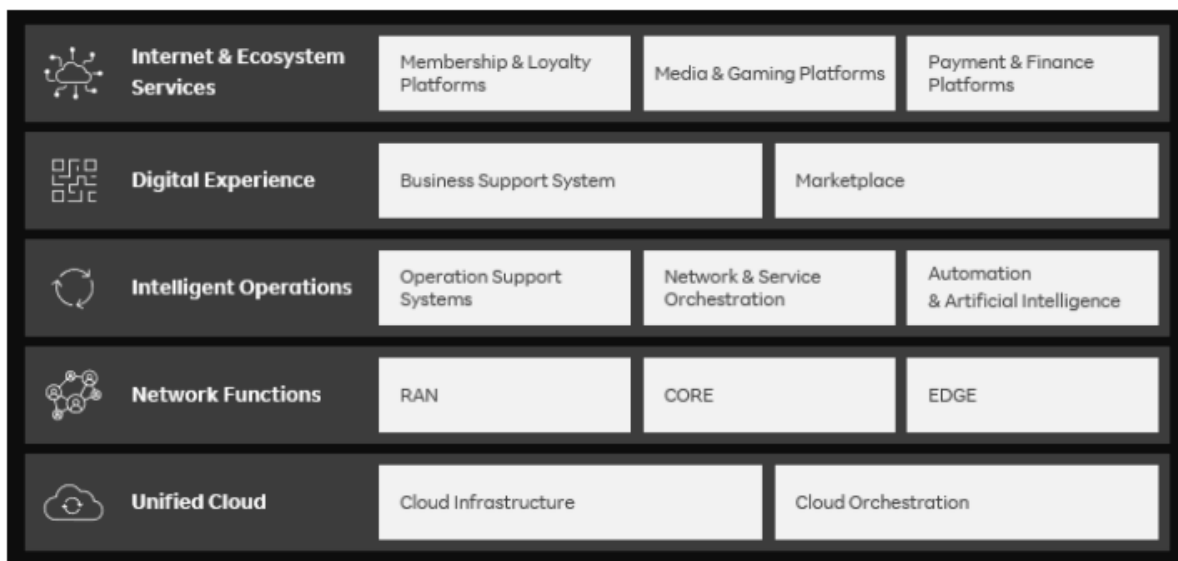 Internet & Ecosystem
Services
Membership & Loyalty
Platforms
Media & Gaming Platforms
Payment & Finance
Platforms
Digital Experience
Business Support System
Marketplace
Intelligent Operations
Operation Support
Systems
Network & Service
Orchestration
Automation
& Artificial Intelligence
Network Functions
RAN
CORE
EDGE
Unified Cloud
Cloud Infrastructure
Cloud Orchestration